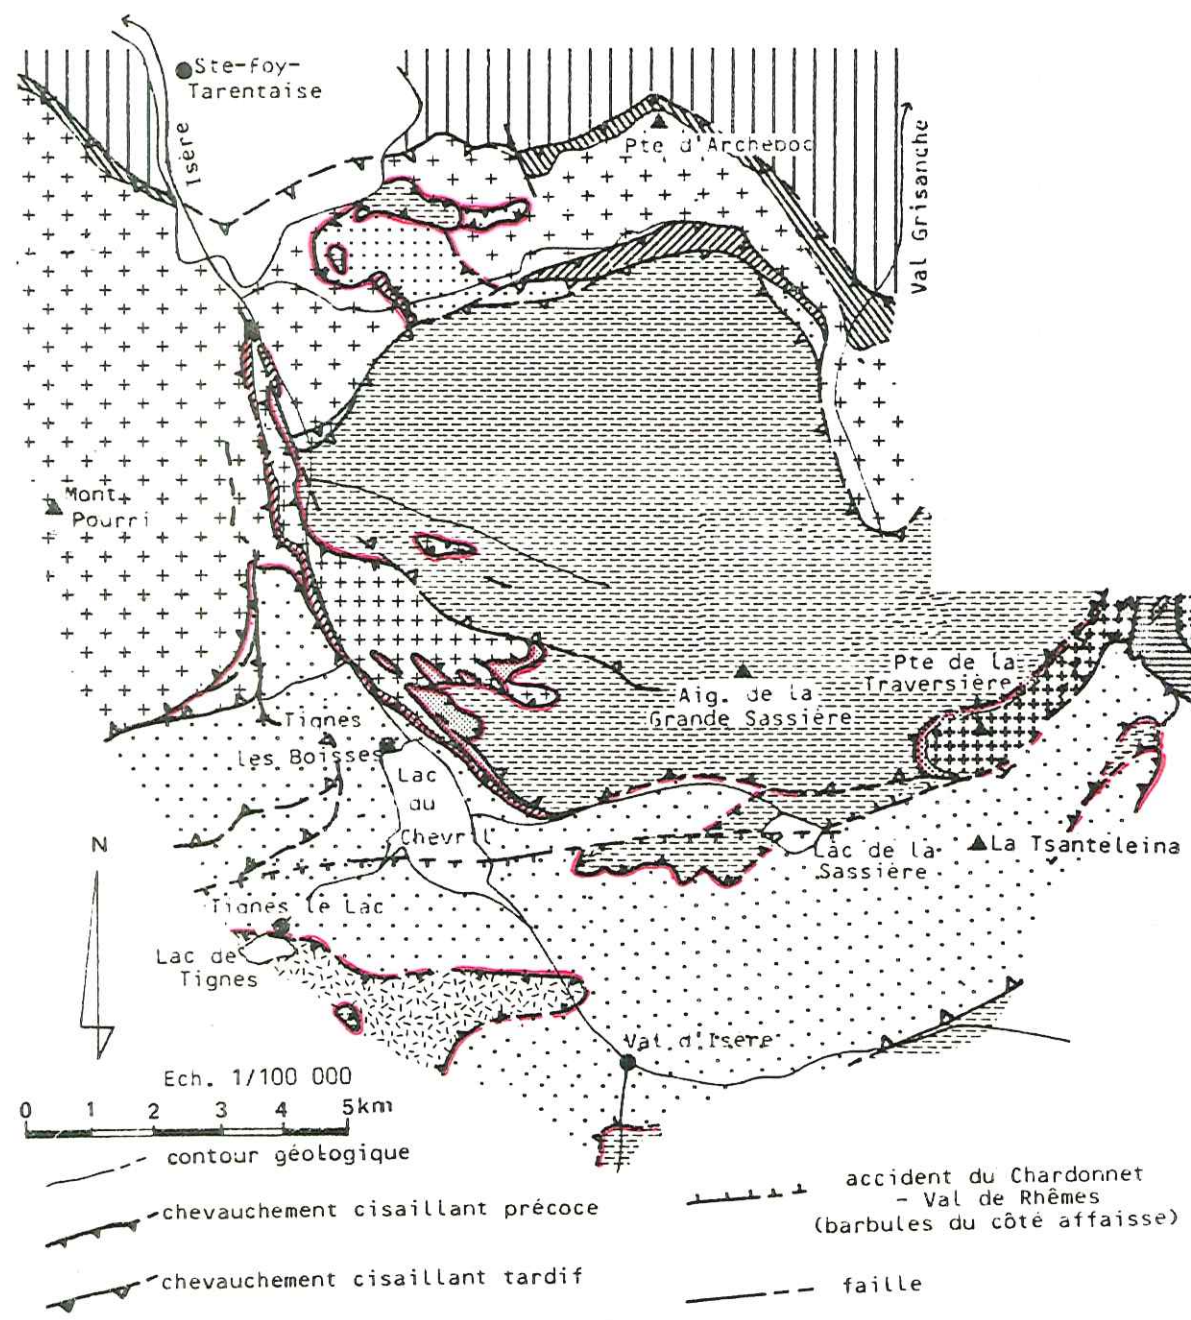 Ste-Foy-
Tarentaise
Isère
Pte d'Archeboc
Val Grisanche
Mont
Pourri
Pte de la
Traversière
Aig. de la
Grande Sassière
Tignes
les Boisses
Lac
du
Chevril
Lac de la
Sassière
La Tsanteleina
N
Tignes le Lac
Lac de
Tignes
Val d'Isère
Ech. 1/100 000
0 1 2 3 4 5km
contour géologique
chevauchement cisaillant précoce
chevauchement cisaillant tardif
accident du Chardonnet
- Val de Rhêmes
(barbules du côté affaisse)
faille